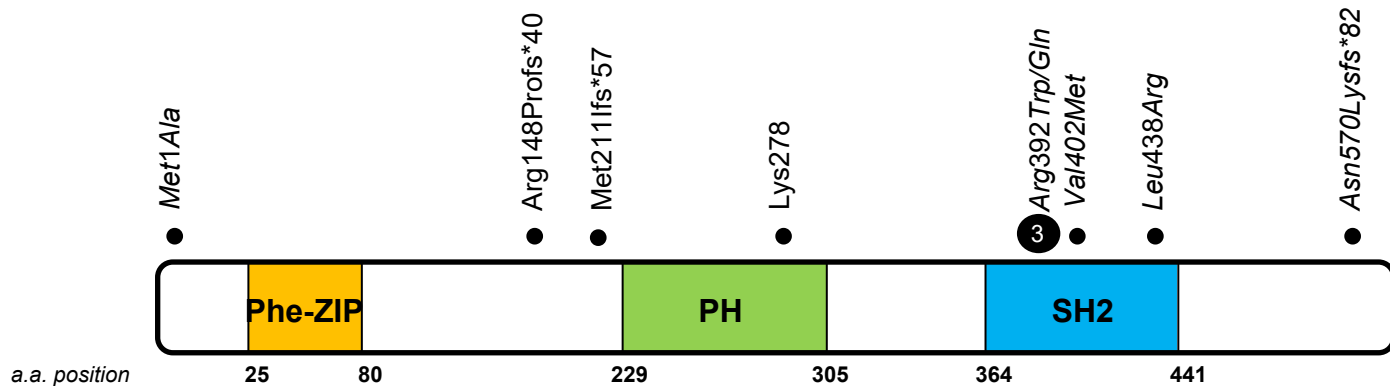 Met1Ala
Arg148Profs*40
Met211Ifs*57
Lys278
Arg392Trp/Gln
Val402Met
Leu438Arg
Asn570Lysfs*82
3
Phe-ZIP
PH
SH2
a.a. position
25
80
229
305
364
441